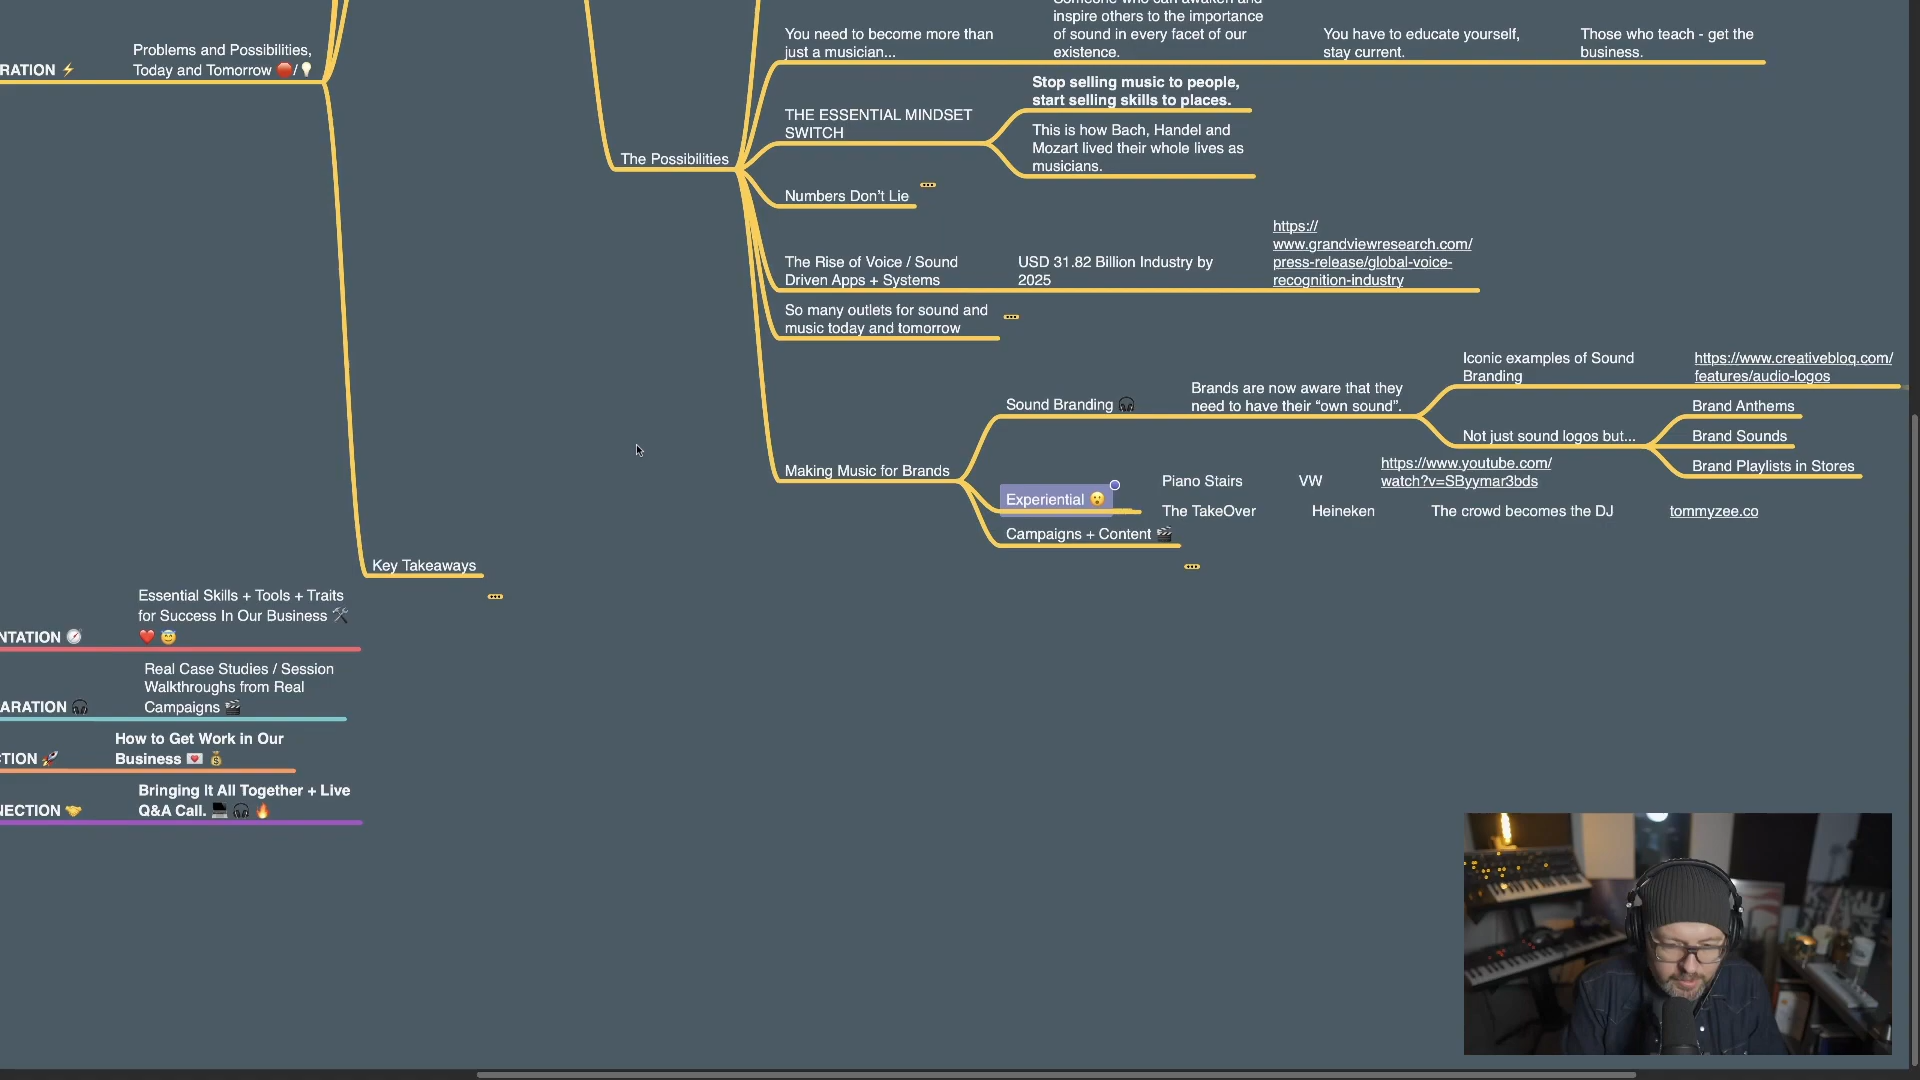 Someone who can awaken and
inspire others to the importance
of sound in every facet of our
existence.
You need to become more than
just a musician...
You have to educate yourself,
stay current.
Those who teach - get the
business.
Problems and Possibilities,
Today and Tomorrow 🛑/💡
RATION ⚡
Stop selling music to people,
start selling skills to places.
THE ESSENTIAL MINDSET
SWITCH
This is how Bach, Handel and
Mozart lived their whole lives as
musicians.
The Possibilities
Numbers Don’t Lie
The Rise of Voice / Sound
Driven Apps + Systems
USD 31.82 Billion Industry by
2025
https://
www.grandviewresearch.com/
press-release/global-voice-
recognition-industry
So many outlets for sound and
music today and tomorrow
Making Music for Brands
Sound Branding 🎧
Brands are now aware that they
need to have their “own sound”.
Iconic examples of Sound
Branding
https://www.creativebloq.com/
features/audio-logos
Not just sound logos but...
Brand Anthems
Brand Sounds
Brand Playlists in Stores
Experiential 😮
Piano Stairs
VW
https://www.youtube.com/
watch?v=SByymar3bds
The TakeOver
Heineken
The crowd becomes the DJ
tommyzee.co
Campaigns + Content 🎬
Key Takeaways
Essential Skills + Tools + Traits
for Success In Our Business 🛠️
❤️ 😇
NTATION 🧭
Real Case Studies / Session
Walkthroughs from Real
Campaigns 🎬
ARATION 🎧
How to Get Work in Our
Business 💌 💰
CTION 🚀
Bringing It All Together + Live
Q&A Call. 💻 🎧 🔥
NECTION 🤝